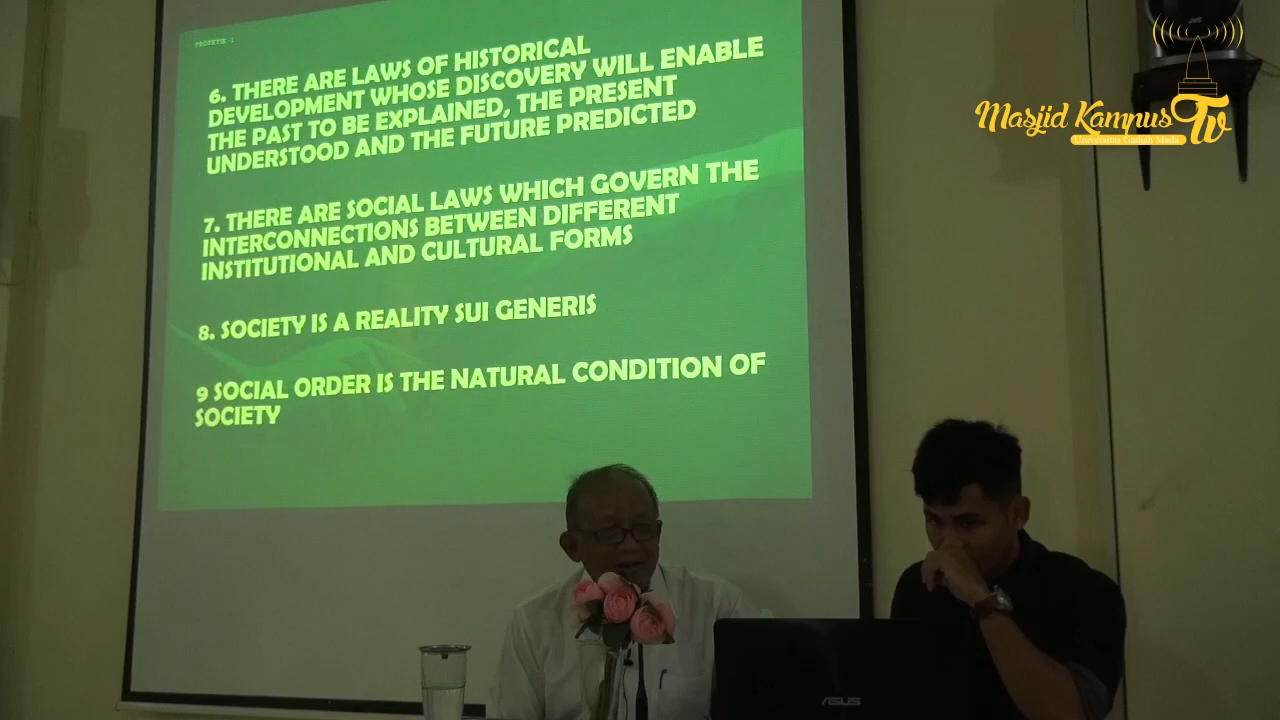 PROFETIK -1
6. THERE ARE LAWS OF HISTORICAL
DEVELOPMENT WHOSE DISCOVERY WILL ENABLE
THE PAST TO BE EXPLAINED, THE PRESENT
UNDERSTOOD AND THE FUTURE PREDICTED
7. THERE ARE SOCIAL LAWS WHICH GOVERN THE
INTERCONNECTIONS BETWEEN DIFFERENT
INSTITUTIONAL AND CULTURAL FORMS
8. SOCIETY IS A REALITY SUI GENERIS
9 SOCIAL ORDER IS THE NATURAL CONDITION OF
SOCIETY
JVC
Masjid Kampus Tv
Universitas Gadjah Mada
ASUS